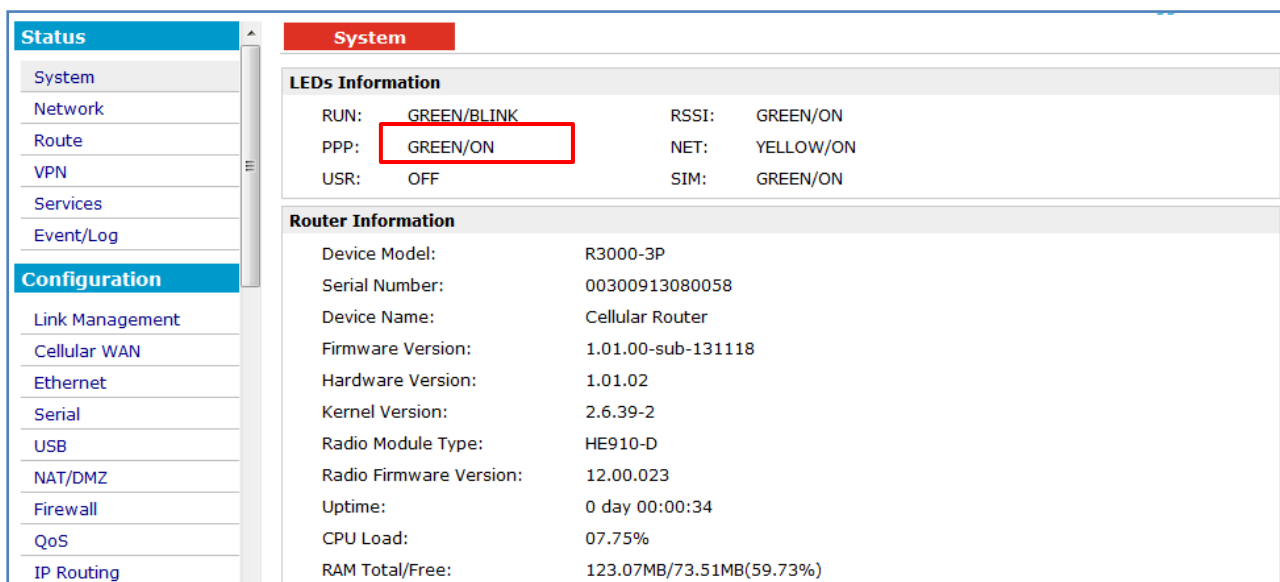 Status
System
Network
Route
VPN
Services
Event/Log
Configuration
Link Management
Cellular WAN
Ethernet
Serial
USB
NAT/DMZ
Firewall
QoS
IP Routing
System
LEDs Information
RUN: GREEN/BLINK RSSI: GREEN/ON
PPP: GREEN/ON NET: YELLOW/ON
USR: OFF SIM: GREEN/ON
Router Information
Device Model: R3000-3P
Serial Number: 00300913080058
Device Name: Cellular Router
Firmware Version: 1.01.00-sub-131118
Hardware Version: 1.01.02
Kernel Version: 2.6.39-2
Radio Module Type: HE910-D
Radio Firmware Version: 12.00.023
Uptime: 0 day 00:00:34
CPU Load: 07.75%
RAM Total/Free: 123.07MB/73.51MB(59.73%)